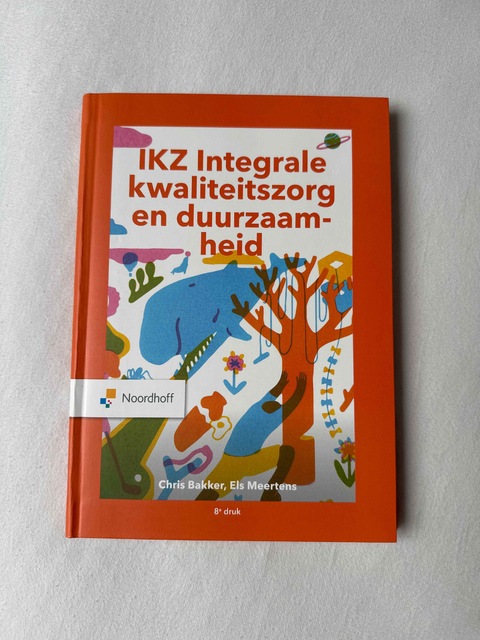 IKZ Integrale
kwaliteitszorg
en duurzaam-
heid
Noordhoff
Chris Bakker, Els Meertens
8e druk